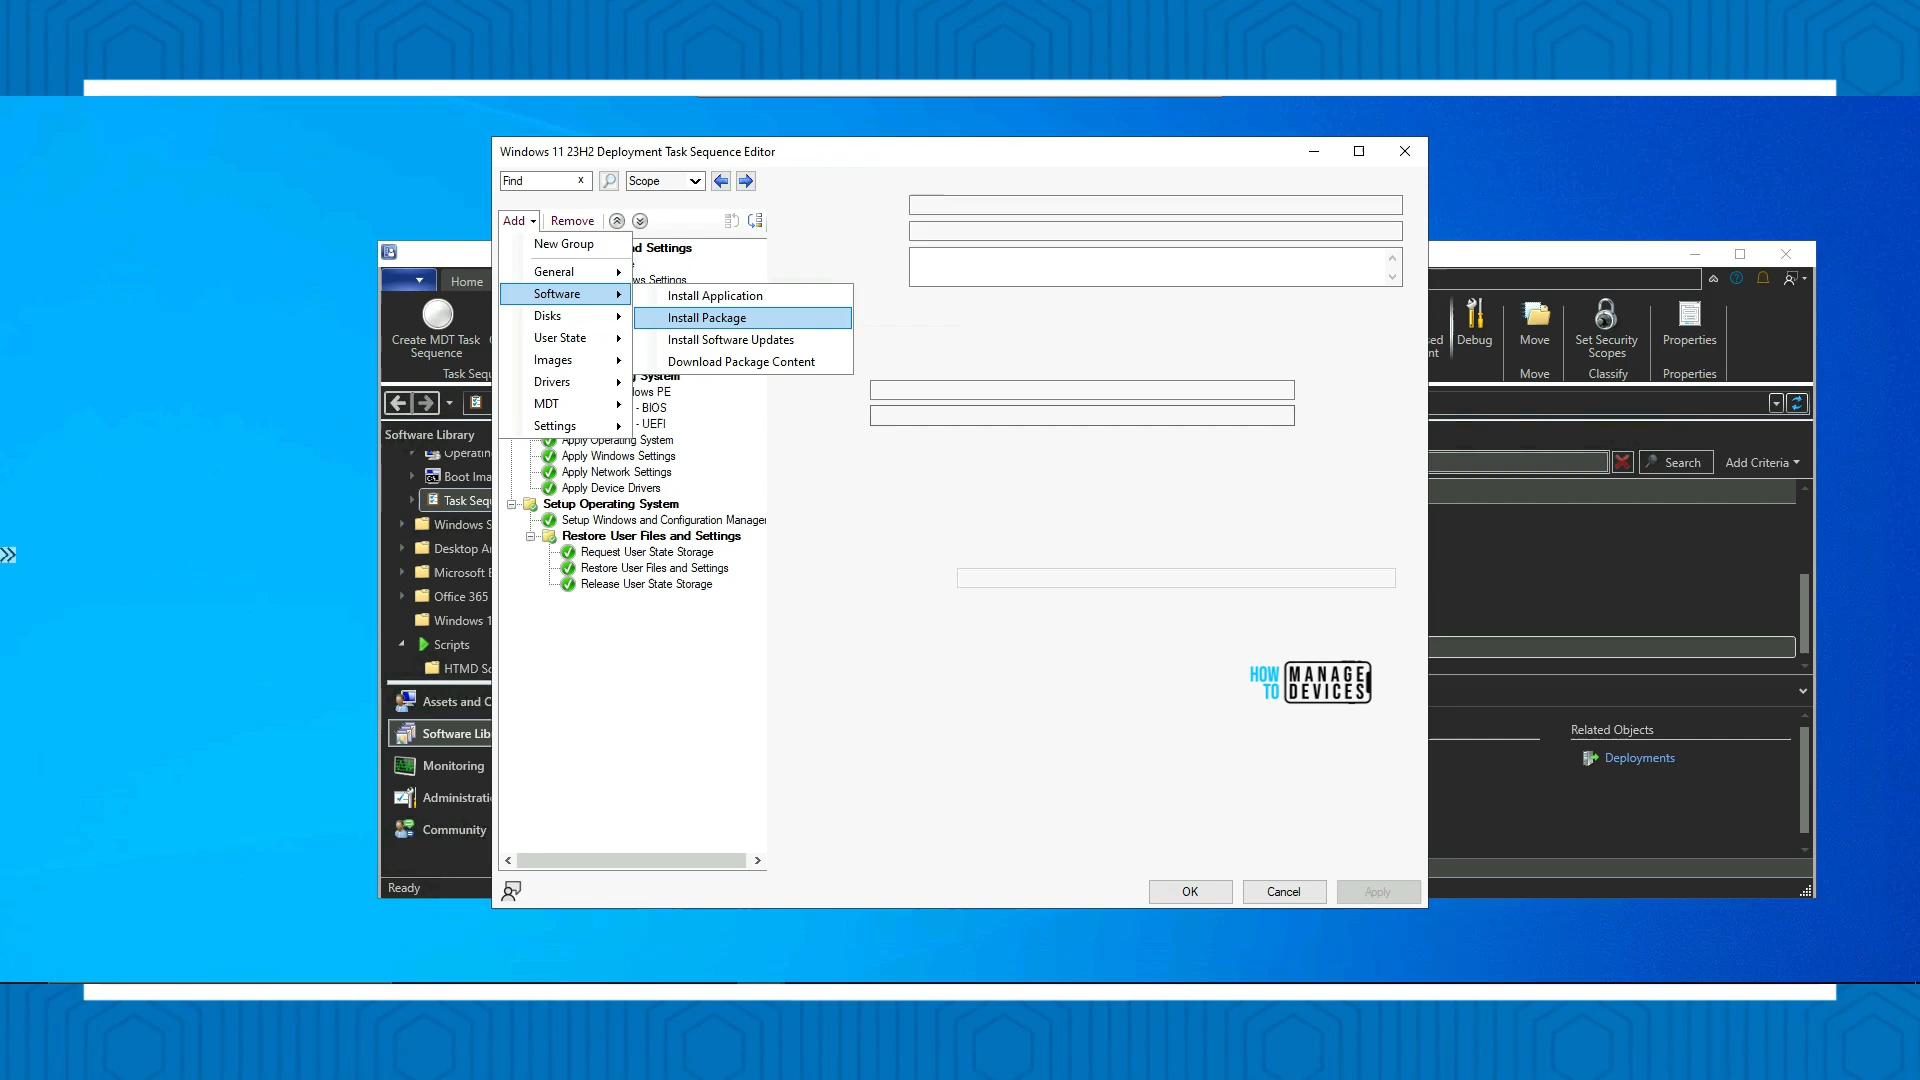 Windows 11 23H2 Deployment Task Sequence Editor
Find x
Scope
Add Remove
New Group
General
Software
Disks
User State
Images
Drivers
MDT
Settings
Install Application
Install Package
Install Software Updates
Download Package Content
nd Settings
ws Settings
g System
lows PE
- BIOS
- UEFI
Apply Operating System
Apply Windows Settings
Apply Network Settings
Apply Device Drivers
Setup Operating System
Setup Windows and Configuration Manager
Restore User Files and Settings
Request User State Storage
Restore User Files and Settings
Release User State Storage
OK Cancel Apply
HOW TO MANAGE DEVICES
Home
Create MDT Task
Sequence
Task Seq
Software Library
Operatin
Boot Ima
Task Seq
Windows S
Desktop An
Microsoft E
Office 365
Windows 1
Scripts
HTMD Sc
Assets and C
Software Lib
Monitoring
Administrati
Community
Ready
Debug
Move
Set Security
Scopes
Properties
Move
Classify
Properties
Search
Add Criteria
Related Objects
Deployments